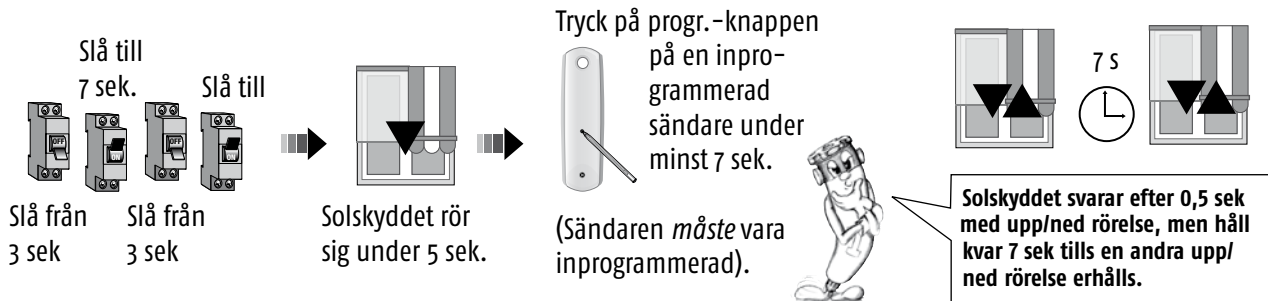 Slå till
7 sek.
Slå till
OFF
ON
OFF
ON
Slå från
3 sek
Slå från
3 sek
Solskyddet rör
sig under 5 sek.
Tryck på progr.-knappen
på en inpro-
grammerad
sändare under
minst 7 sek.
(Sändaren måste vara
inprogrammerad).
7 s
Solskyddet svarar efter 0,5 sek
med upp/ned rörelse, men håll
kvar 7 sek tills en andra upp/
ned rörelse erhålls.